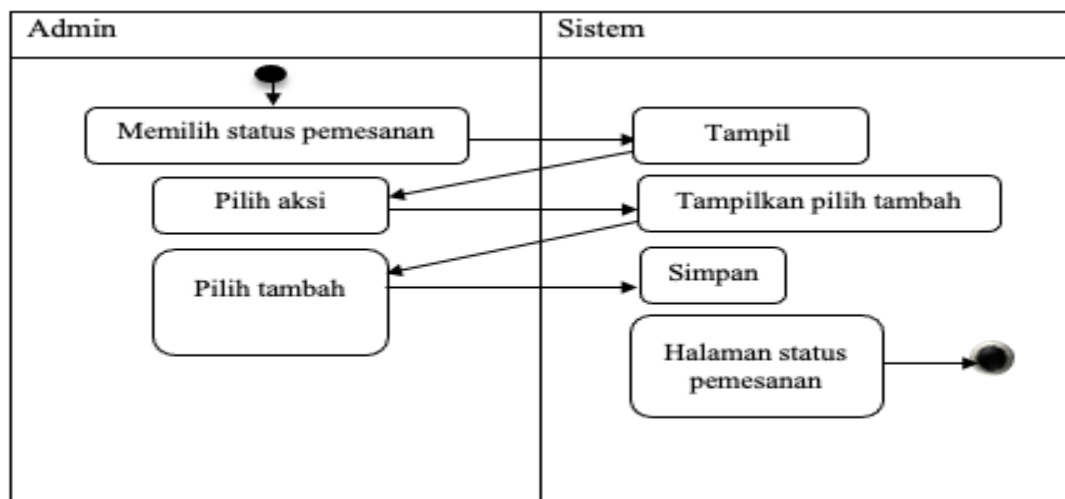 Admin
Sistem
Memilih status pemesanan
Tampil
Pilih aksi
Tampilkan pilih tambah
Pilih tambah
Simpan
Halaman status
pemesanan